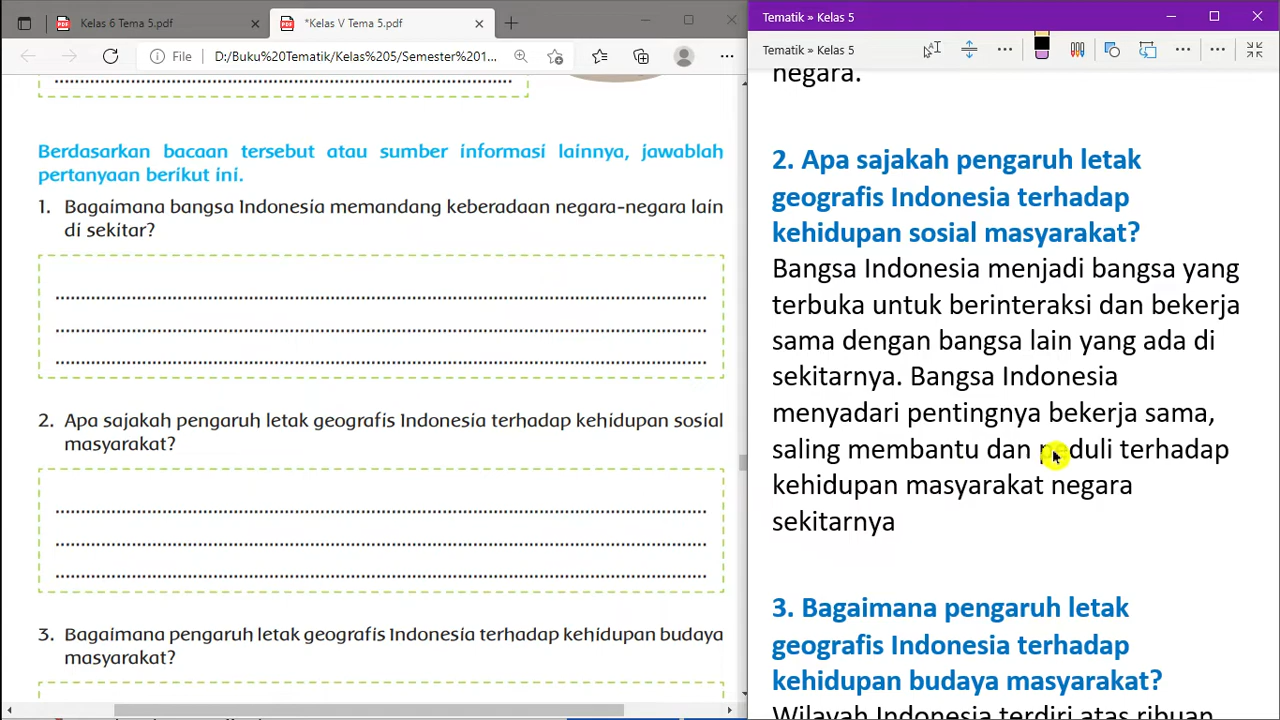 Kelas 6 Tema 5.pdf
*Kelas V Tema 5.pdf
Tematik » Kelas 5
File
D:/Buku%20Tematik/Kelas%205/Semester%201...
Tematik » Kelas 5
Berdasarkan bacaan tersebut atau sumber informasi lainnya, jawablah
pertanyaan berikut ini.
1. Bagaimana bangsa Indonesia memandang keberadaan negara-negara lain
di sekitar?
2. Apa sajakah pengaruh letak geografis Indonesia terhadap kehidupan sosial
masyarakat?
3. Bagaimana pengaruh letak geografis Indonesia terhadap kehidupan budaya
masyarakat?
negara.
2. Apa sajakah pengaruh letak
geografis Indonesia terhadap
kehidupan sosial masyarakat?
Bangsa Indonesia menjadi bangsa yang
terbuka untuk berinteraksi dan bekerja
sama dengan bangsa lain yang ada di
sekitarnya. Bangsa Indonesia
menyadari pentingnya bekerja sama,
saling membantu dan peduli terhadap
kehidupan masyarakat negara
sekitarnya
3. Bagaimana pengaruh letak
geografis Indonesia terhadap
kehidupan budaya masyarakat?
Wilayah Indonesia terdiri atas ribuan